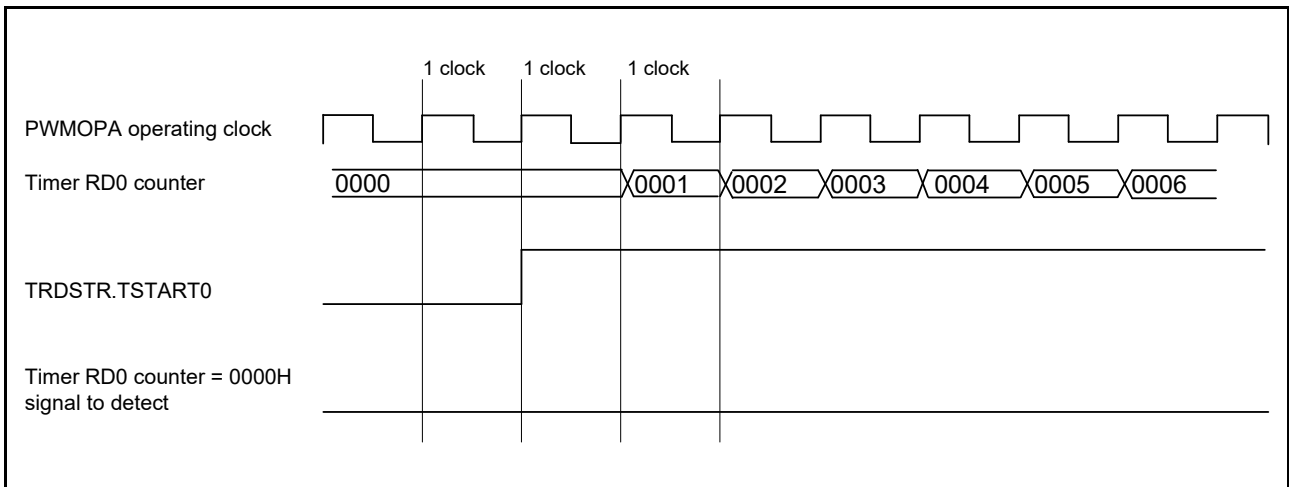 1 clock 1 clock 1 clock
PWMOPA operating clock
Timer RD0 counter 0000 0001 0002 0003 0004 0005 0006
TRDSTR.TSTART0
Timer RD0 counter = 0000H
signal to detect